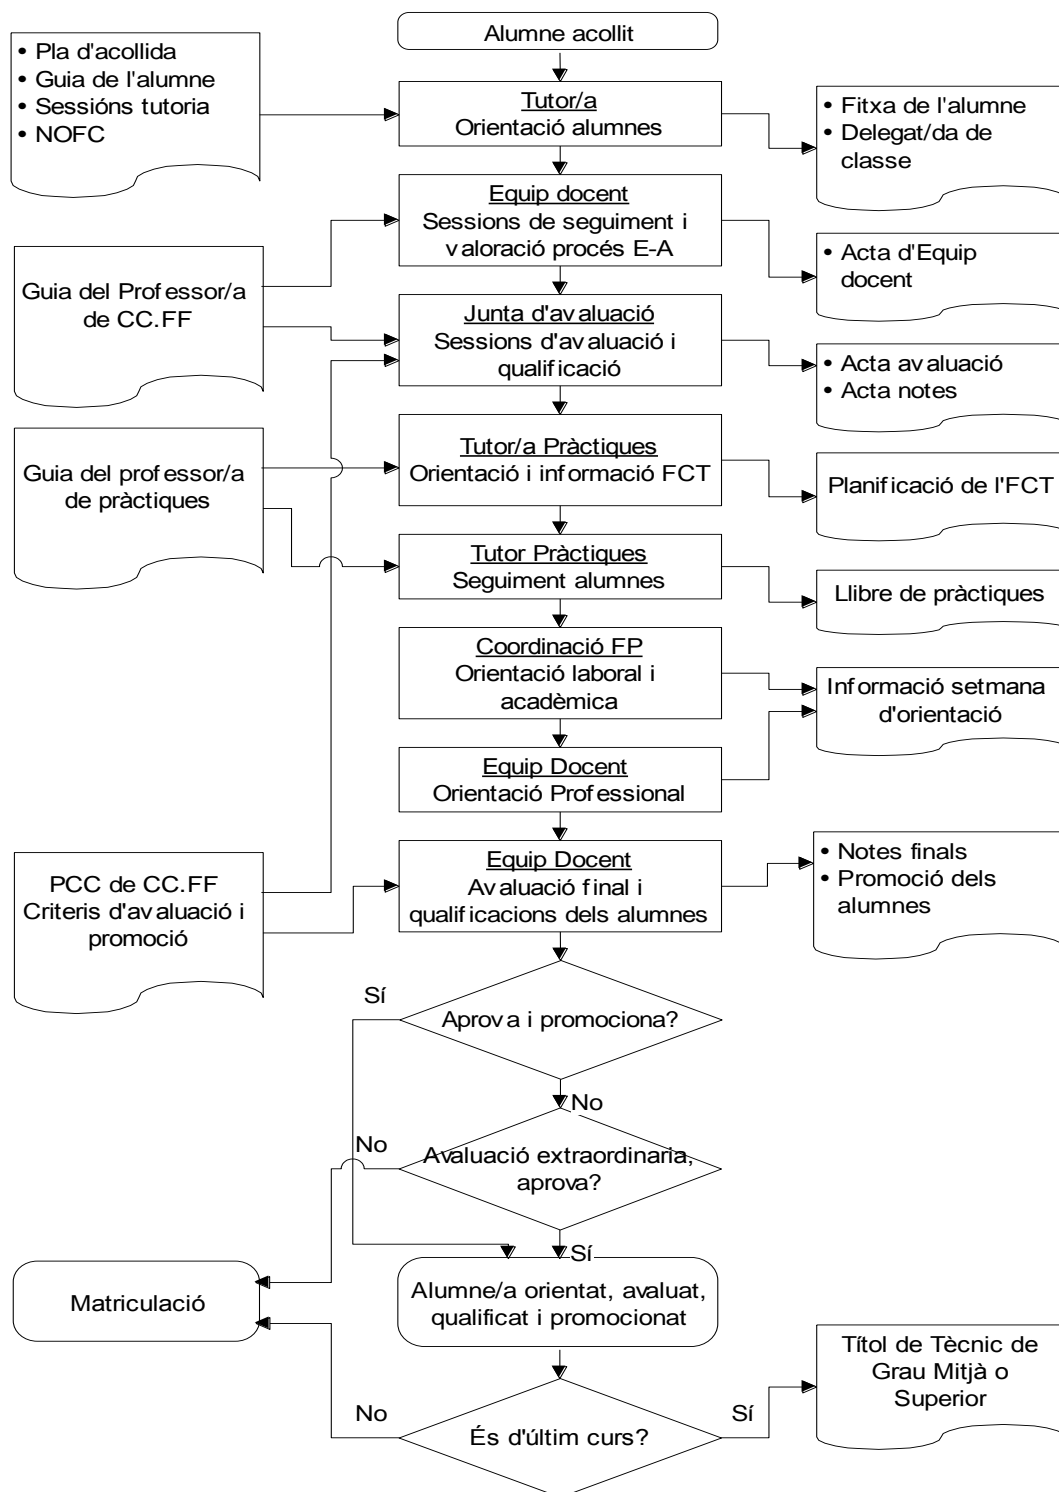 Alumne acollit
• Pla d'acollida
• Guia de l'alumne
• Sessións tutoria
• NOFC
Tutor/a
Orientació alumnes
• Fitxa de l'alumne
• Delegat/da de
classe
Equip docent
Sessions de seguiment i
valoració procés E-A
• Acta d'Equip
docent
Guia del Professor/a
de CC.FF
Junta d'avaluació
Sessions d'avaluació i
qualificació
• Acta avaluació
• Acta notes
Guia del professor/a
de pràctiques
Tutor/a Pràctiques
Orientació i informació FCT
Planificació de l'FCT
Tutor Pràctiques
Seguiment alumnes
Llibre de pràctiques
Coordinació FP
Orientació laboral i
acadèmica
Informació setmana
d'orientació
Equip Docent
Orientació Professional
PCC de CC.FF
Criteris d'avaluació i
promoció
Equip Docent
Avaluació final i
qualificacions dels alumnes
• Notes finals
• Promoció dels
alumnes
Sí
Aprova i promociona?
No
No
Avaluació extraordinaria,
aprova?
Sí
Matriculació
Alumne/a orientat, avaluat,
qualificat i promocionat
Títol de Tècnic de
Grau Mitjà o
Superior
No
És d'últim curs?
Sí